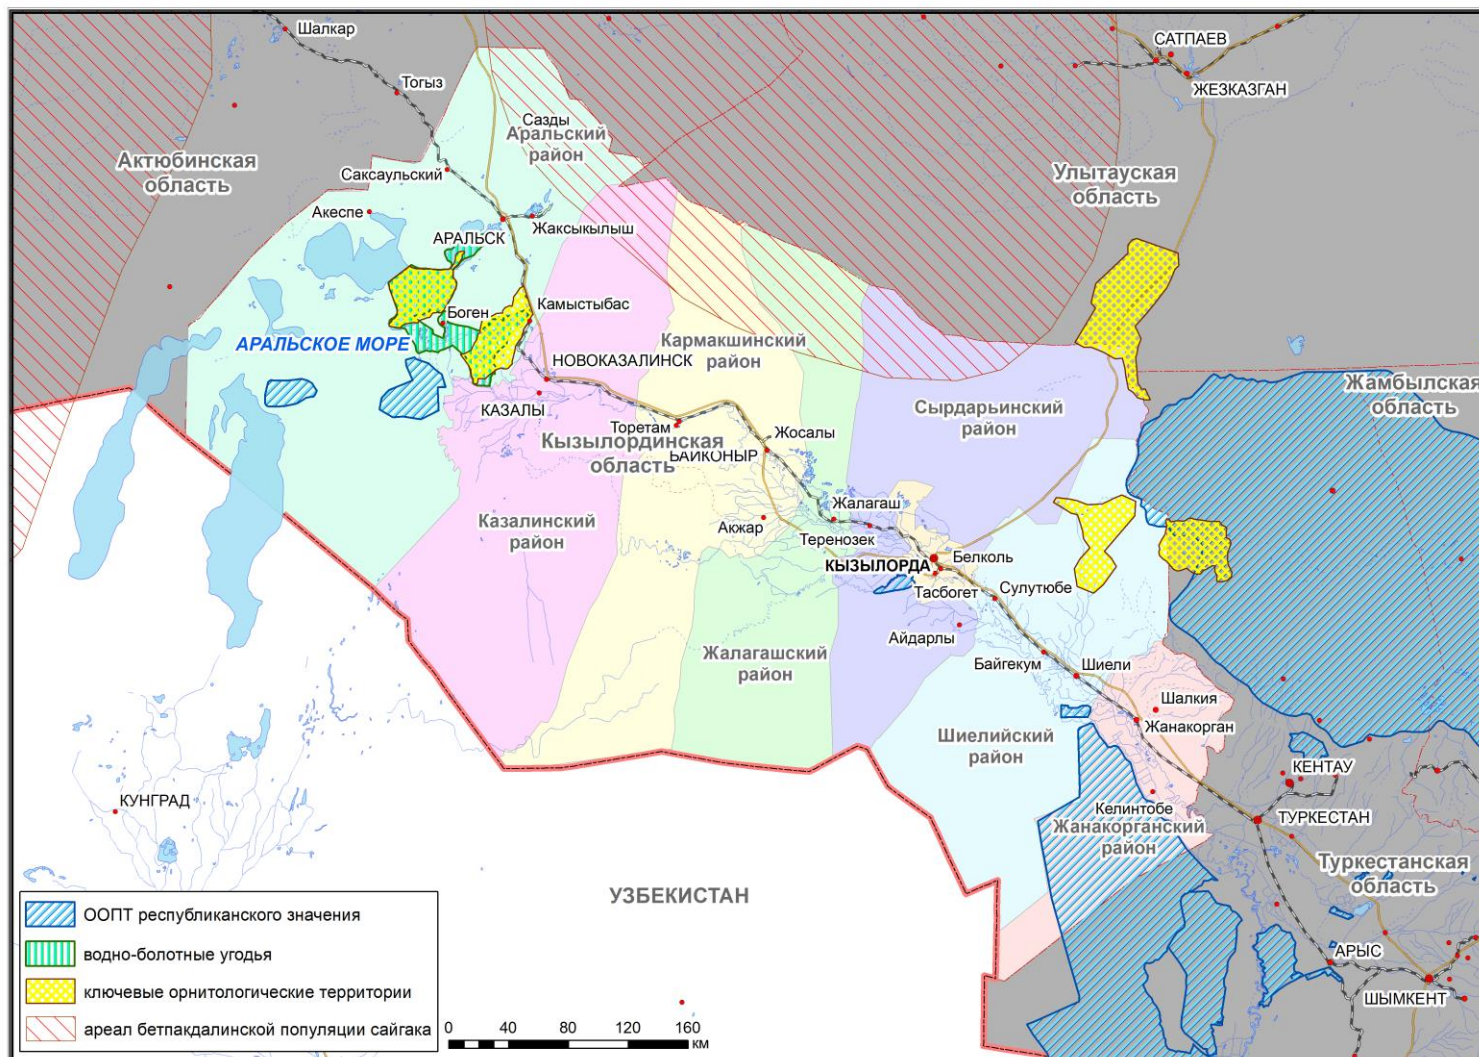 Шалкар
САТПАЕВ
ЖЕЗКАЗГАН
Тогыз
Сазды
Аральский
район
Актюбинская
область
Саксаульский
Улытауская
область
Акеспе
Жаксыкылыш
АРАЛЬСК
Камыстыбас
Боген
АРАЛЬСКОЕ МОРЕ
Кармакшинский
район
НОВОКАЗАЛИНСК
Жамбылская
область
КАЗАЛЫ
Сырдарьинский
район
Торетам
Жосалы
Кызылординская
область
БАЙКОНЫР
Казалинский
район
Акжар
Жалагаш
Теренозек
Белколь
КЫЗЫЛОРДА
Тасбогет
Сулутюбе
Айдарлы
Жалагашский
район
Байгекум
Шиели
Шалкия
Жанакорган
Шиелийский
район
КЕНТАУ
КУНГРАД
Келинтобе
ТУРКЕСТАН
Жанакорганский
район
Туркестанская
область
УЗБЕКИСТАН
АРЫС
ШЫМКЕНТ
ООПТ республиканского значения
водно-болотные угодья
ключевые орнитологические территории
ареал бетпакдалинской популяции сайгака
0 40 80 120 160
км